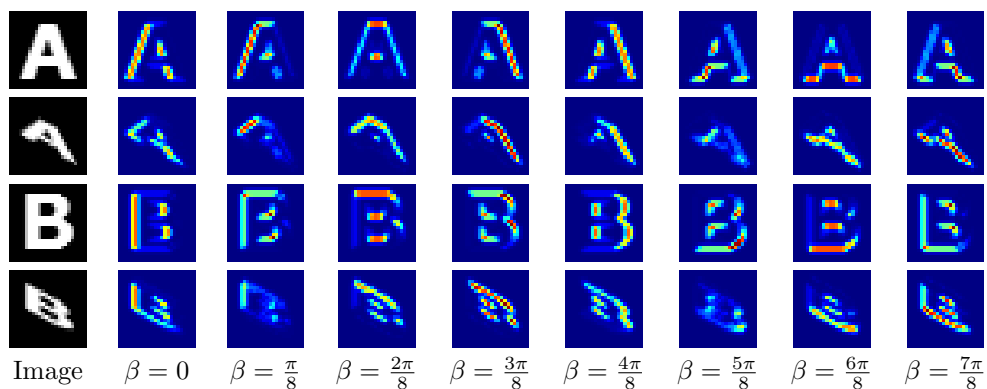 A
B
Image β = 0 π/8 β = 2π/8 β = 3π/8 β = 4π/8 β = 5π/8 β = 6π/8 β = 7π/8